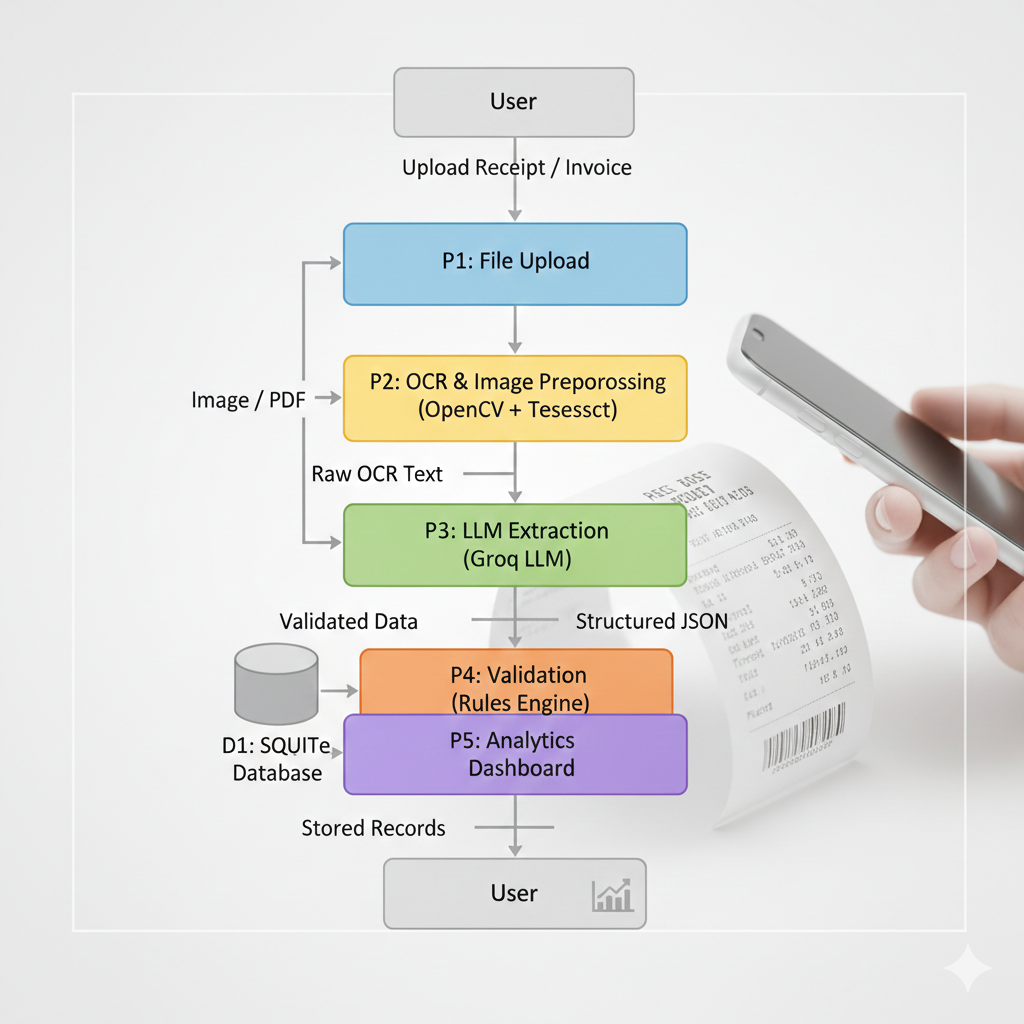 User
Upload Receipt / Invoice
P1: File Upload
P2: OCR & Image Preporossing
(OpenCV + Tesessct)
Image / PDF
Raw OCR Text
P3: LLM Extraction
(Groq LLM)
Validated Data
Structured JSON
P4: Validation
(Rules Engine)
D1: SQUITe
Database
P5: Analytics
Dashboard
Stored Records
User